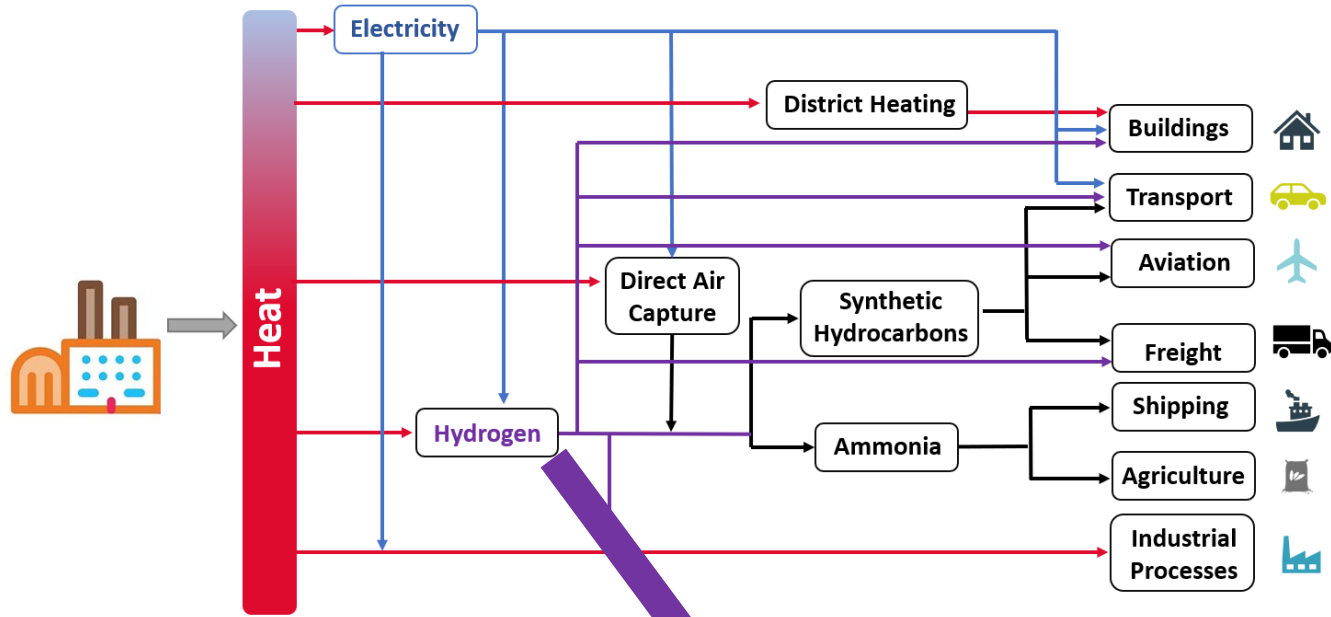 Electricity
District Heating
Buildings
Transport
Direct Air
Capture
Synthetic
Hydrocarbons
Aviation
Heat
Freight
Shipping
Hydrogen
Ammonia
Agriculture
Industrial
Processes